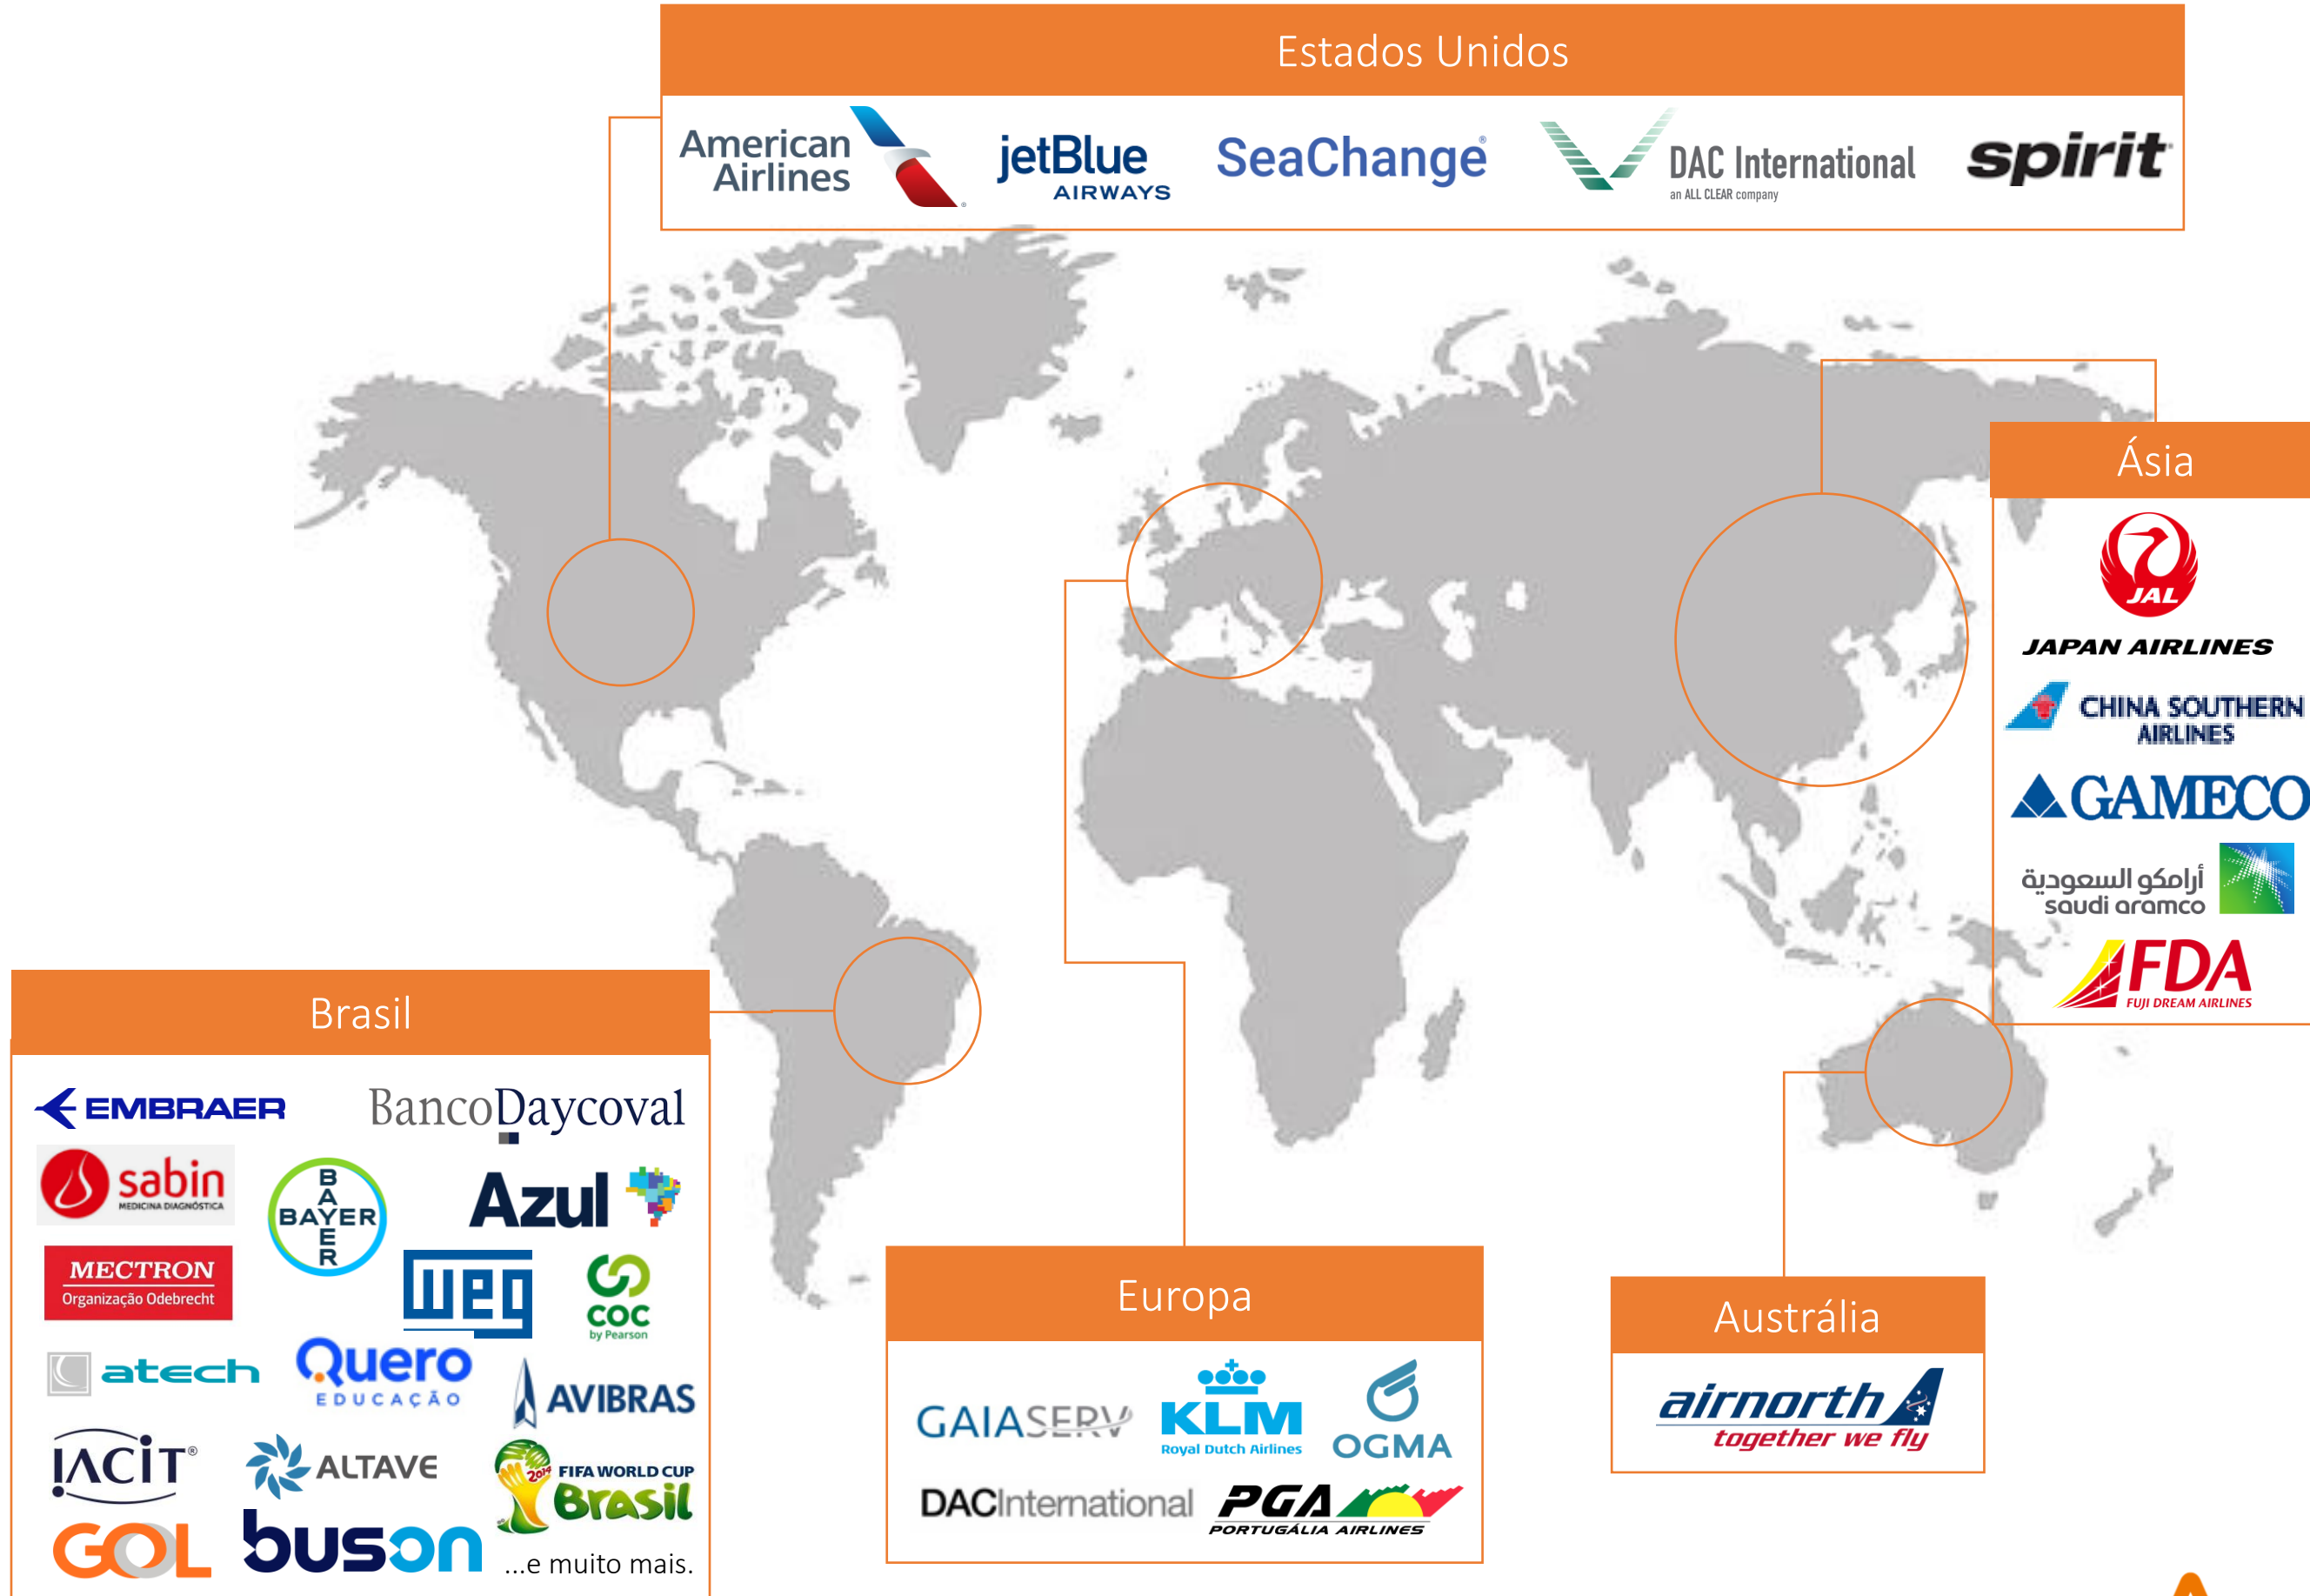 Estados Unidos
American
Airlines
jetBlue
AIRWAYS
SeaChange®
DAC International
an ALL CLEAR company
spirit
Ásia
JAL
JAPAN AIRLINES
CHINA SOUTHERN
AIRLINES
GAMECO
أرامكو السعودية
saudi aramco
FDA
FUJI DREAM AIRLINES
Brasil
EMBRAER
BancoDaycoval
sabin
MEDICINA DIAGNÓSTICA
BAYER
BAYER
Azul
MECTRON
Organização Odebrecht
weg
coc
by Pearson
atech
Quero
EDUCAÇÃO
AVIBRAS
IACIT®
ALTAVE
2014 FIFA WORLD CUP
Brasil
GOL
buson
...e muito mais.
Europa
GAIASERV
KLM
Royal Dutch Airlines
OGMA
DACInternational
PGA
PORTUGÁLIA AIRLINES
Austrália
airnorth
together we fly